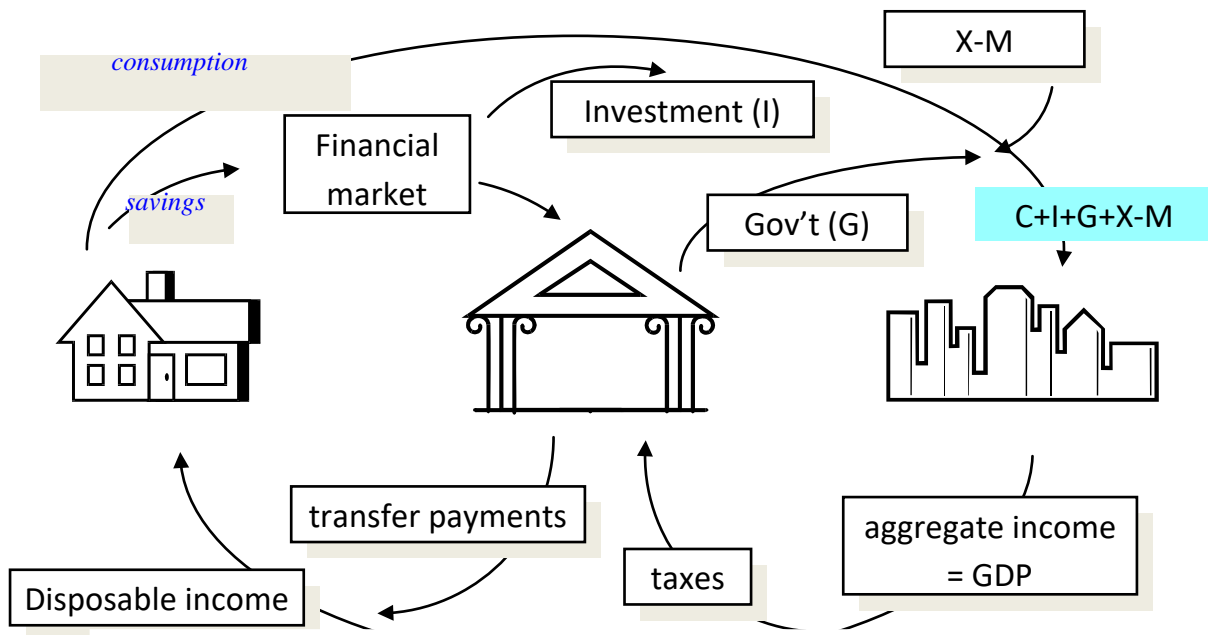 consumption
X-M
Investment (I)
Financial
market
savings
Gov’t (G)
C+I+G+X-M
transfer payments
aggregate income
= GDP
taxes
Disposable income